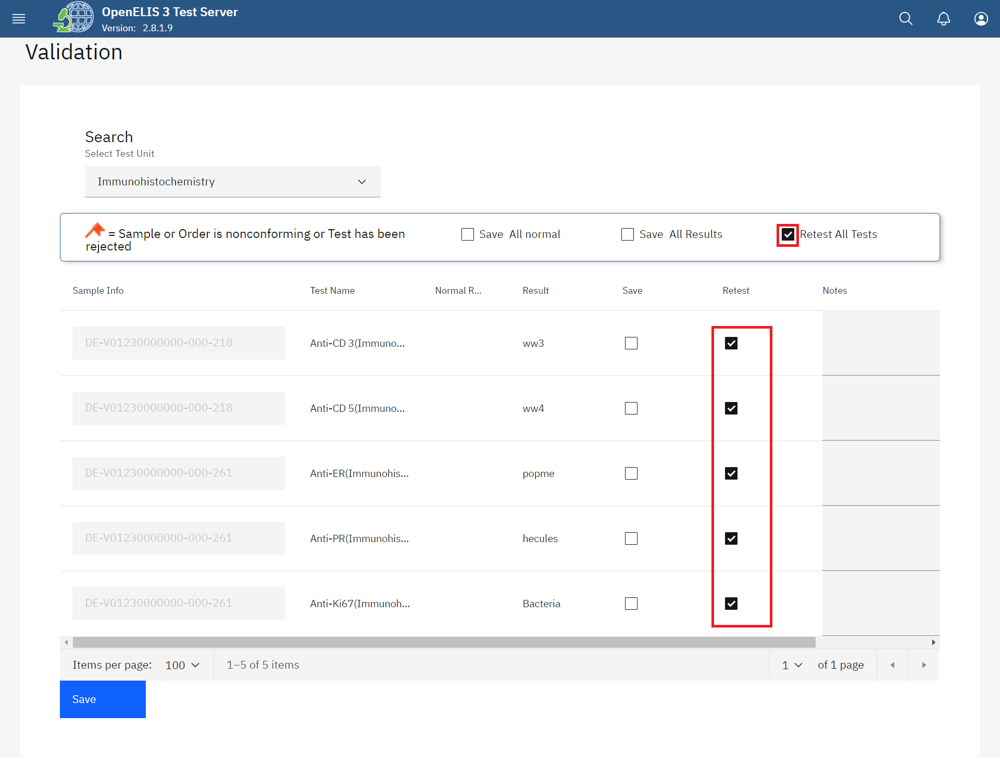 OpenELIS 3 Test Server
Version: 2.8.1.9
Validation
Search
Select Test Unit
Immunohistochemistry
= Sample or Order is nonconforming or Test has been
rejected
Save All normal
Save All Results
Retest All Tests
Sample Info Test Name Normal R... Result Save Retest Notes
DE-V01230000000-000-218 Anti-CD 3(Immuno... ww3
DE-V01230000000-000-218 Anti-CD 5(Immuno... ww4
DE-V01230000000-000-261 Anti-ER(Immunohis... popme
DE-V01230000000-000-261 Anti-PR(Immunohis... hecules
DE-V01230000000-000-261 Anti-Ki67(Immunoh... Bacteria
Items per page: 100 1–5 of 5 items 1 of 1 page
Save